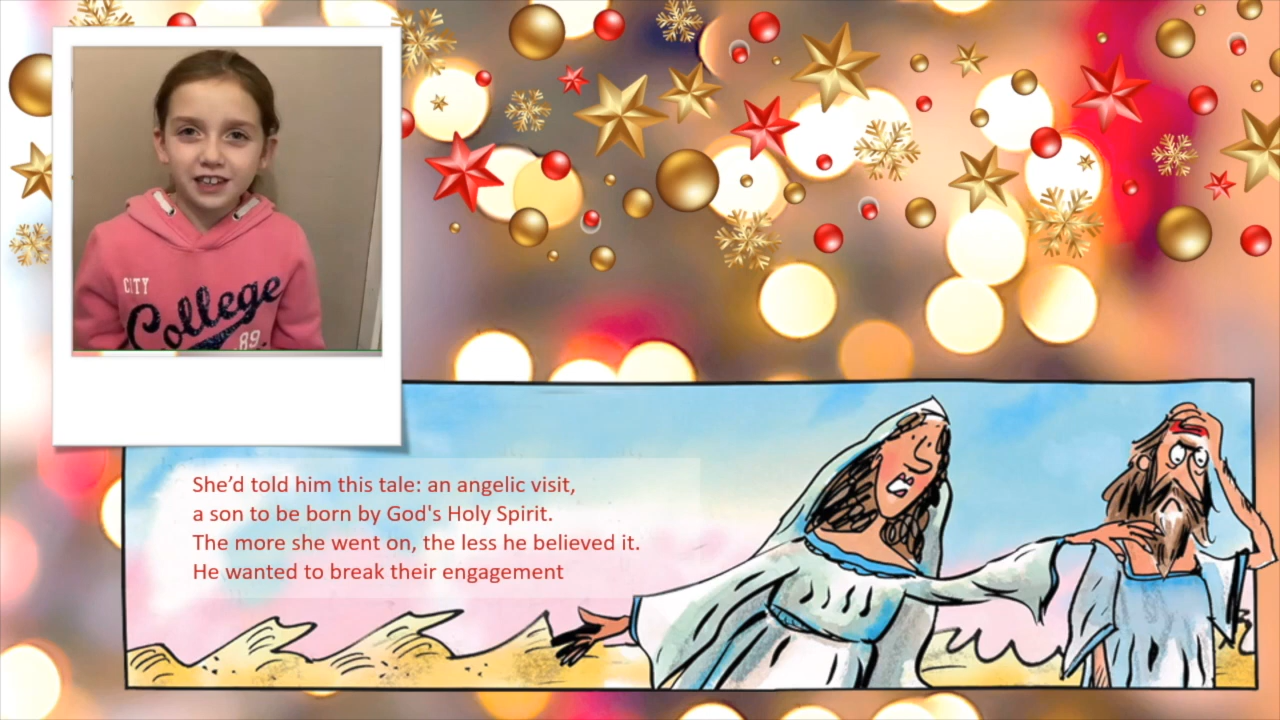 CITY
College
89
She’d told him this tale: an angelic visit,
a son to be born by God's Holy Spirit.
The more she went on, the less he believed it.
He wanted to break their engagement